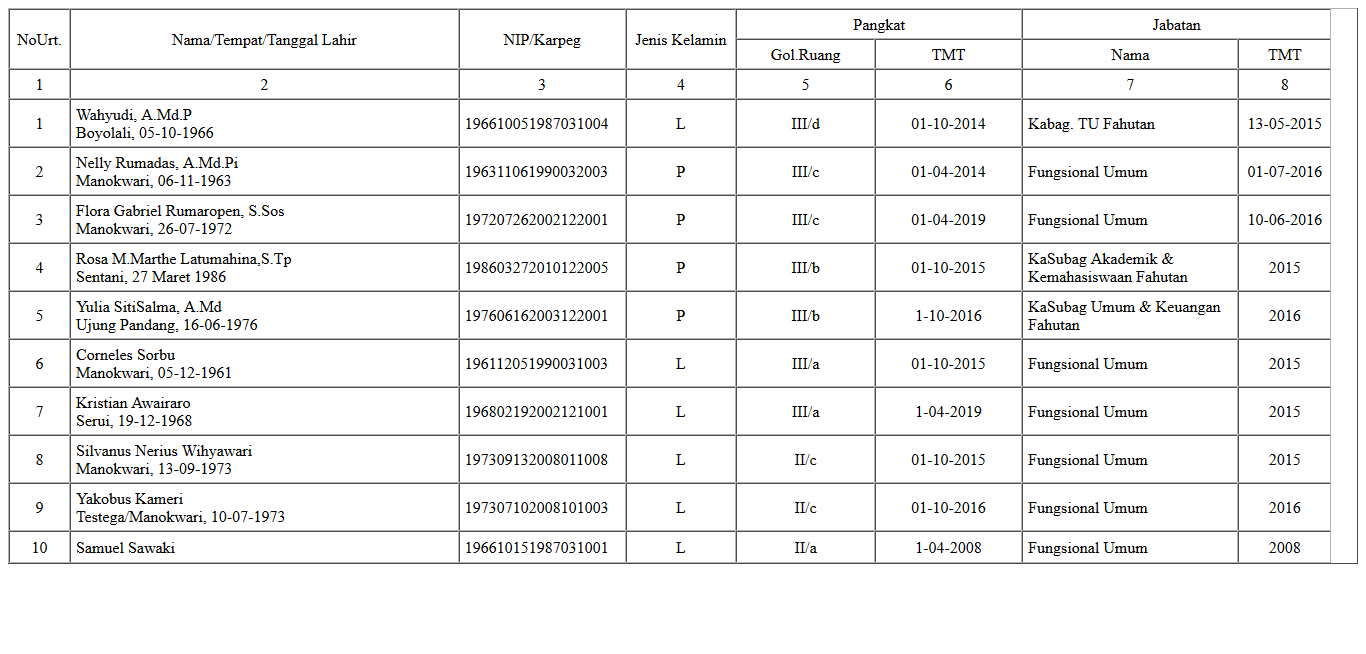 NoUrt. Nama/Tempat/Tanggal Lahir NIP/Karpeg Jenis Kelamin Pangkat Jabatan
Gol.Ruang TMT Nama TMT
1 2 3 4 5 6 7 8
1 Wahyudi, A.Md.P 196610051987031004 L III/d 01-10-2014 Kabag. TU Fahutan 13-05-2015
Boyolali, 05-10-1966
2 Nelly Rumadas, A.Md.Pi 196311061990032003 P III/c 01-04-2014 Fungsional Umum 01-07-2016
Manokwari, 06-11-1963
3 Flora Gabriel Rumaropen, S.Sos 197207262002122001 P III/c 01-04-2019 Fungsional Umum 10-06-2016
Manokwari, 26-07-1972
4 Rosa M.Marthe Latumahina,S.Tp 198603272010122005 P III/b 01-10-2015 KaSubag Akademik & 2015
Sentani, 27 Maret 1986 Kemahasiswaan Fahutan
5 Yulia SitiSalma, A.Md 197606162003122001 P III/b 1-10-2016 KaSubag Umum & Keuangan 2016
Ujung Pandang, 16-06-1976 Fahutan
6 Corneles Sorbu 196112051990031003 L III/a 01-10-2015 Fungsional Umum 2015
Manokwari, 05-12-1961
7 Kristian Awairaro 196802192002121001 L III/a 1-04-2019 Fungsional Umum 2015
Serui, 19-12-1968
8 Silvanus Nerius Wihyawari 197309132008011008 L II/c 01-10-2015 Fungsional Umum 2015
Manokwari, 13-09-1973
9 Yakobus Kameri 197307102008101003 L II/c 01-10-2016 Fungsional Umum 2016
Testega/Manokwari, 10-07-1973
10 Samuel Sawaki 196610151987031001 L II/a 1-04-2008 Fungsional Umum 2008